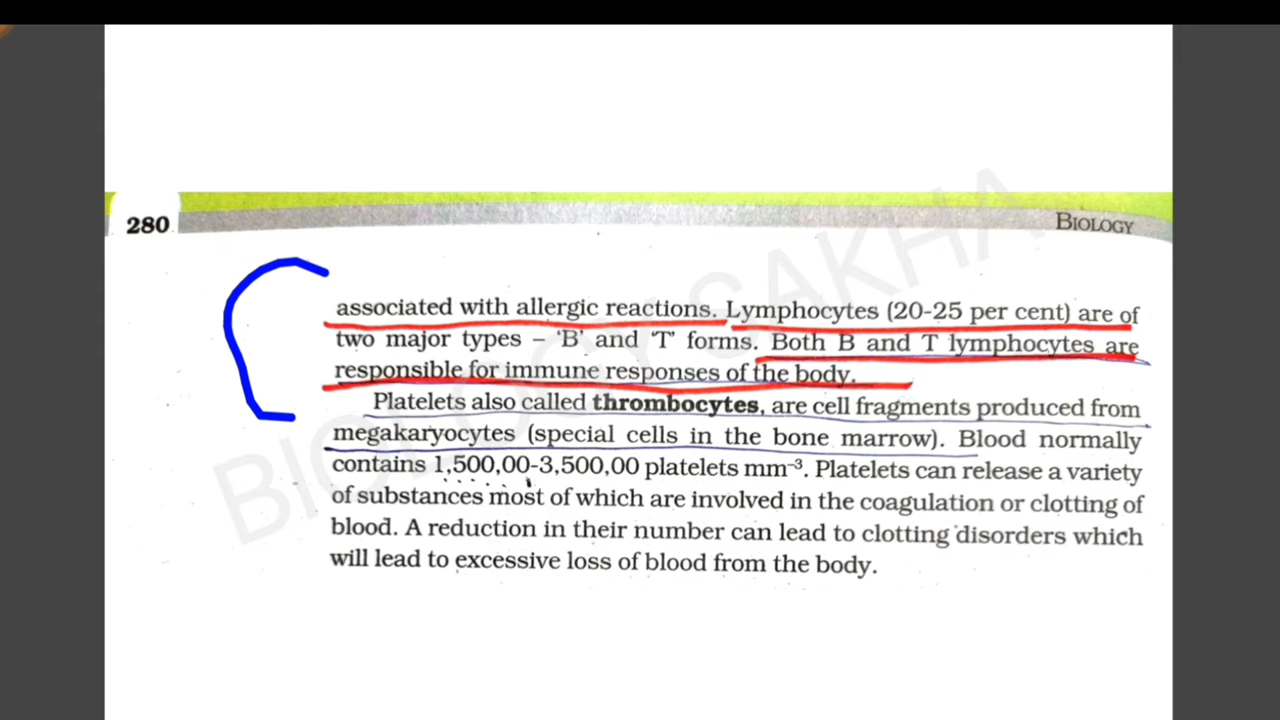 280
BIOLOGY
associated with allergic reactions. Lymphocytes (20-25 per cent) are of
two major types – ‘B’ and ‘T’ forms. Both B and T lymphocytes are
responsible for immune responses of the body.
Platelets also called thrombocytes, are cell fragments produced from
megakaryocytes (special cells in the bone marrow). Blood normally
contains 1,500,00-3,500,00 platelets mm⁻³. Platelets can release a variety
of substances most of which are involved in the coagulation or clotting of
blood. A reduction in their number can lead to clotting disorders which
will lead to excessive loss of blood from the body.
BIOLOGY SAKHA